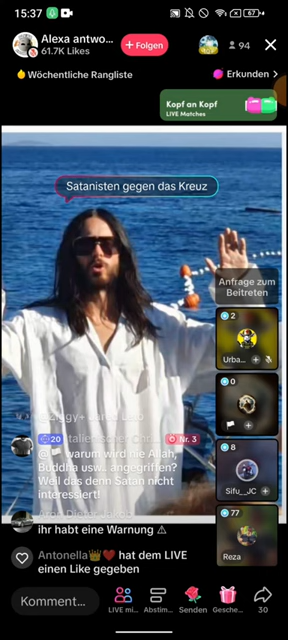 15:37
67
Alexa antwo...
61.7K Likes
+ Folgen
94
Wöchentliche Rangliste
Erkunden >
Kopf an Kopf
LIVE Matches
Satanisten gegen das Kreuz
Anfrage zum
Beitreten
2
Urba...
0
8
Sifu_JC
77
Reza
20
Nr. 3
warum wird nie Allah,
Buddha usw.. angegriffen?
Weil das denn Satan nicht
interessiert!
ihr habt eine Warnung ⚠
Antonella👑❤️ hat dem LIVE
einen Like gegeben
Komment...
LIVE mi...
Abstim...
Senden
Gesche...
30